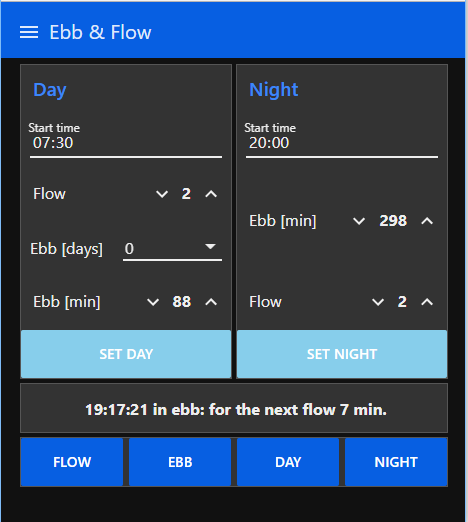 Ebb & Flow
Day
Start time
07:30
Flow 2
Ebb [days] 0
Ebb [min] 88
SET DAY
Night
Start time
20:00
Ebb [min] 298
Flow 2
SET NIGHT
19:17:21 in ebb: for the next flow 7 min.
FLOW EBB DAY NIGHT